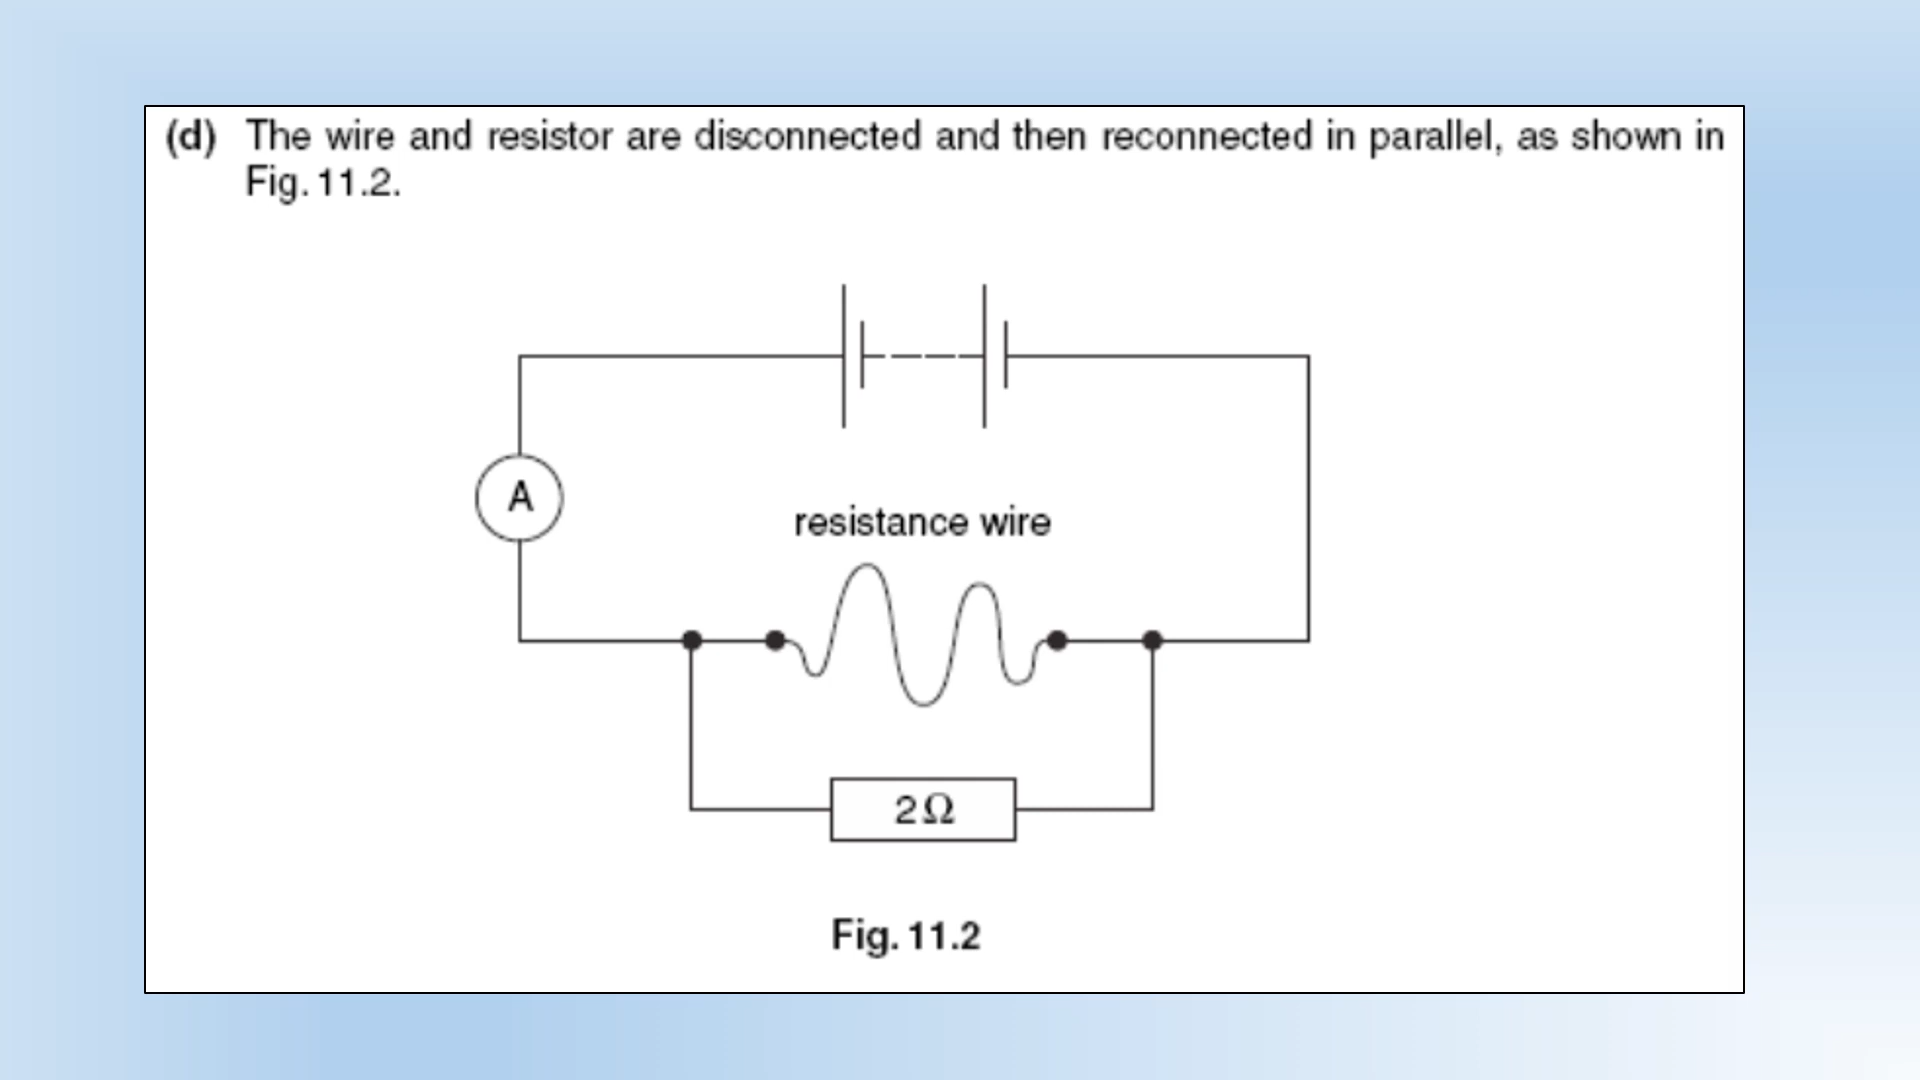 (d) The wire and resistor are disconnected and then reconnected in parallel, as shown in
Fig. 11.2.
A
resistance wire
2Ω
Fig. 11.2